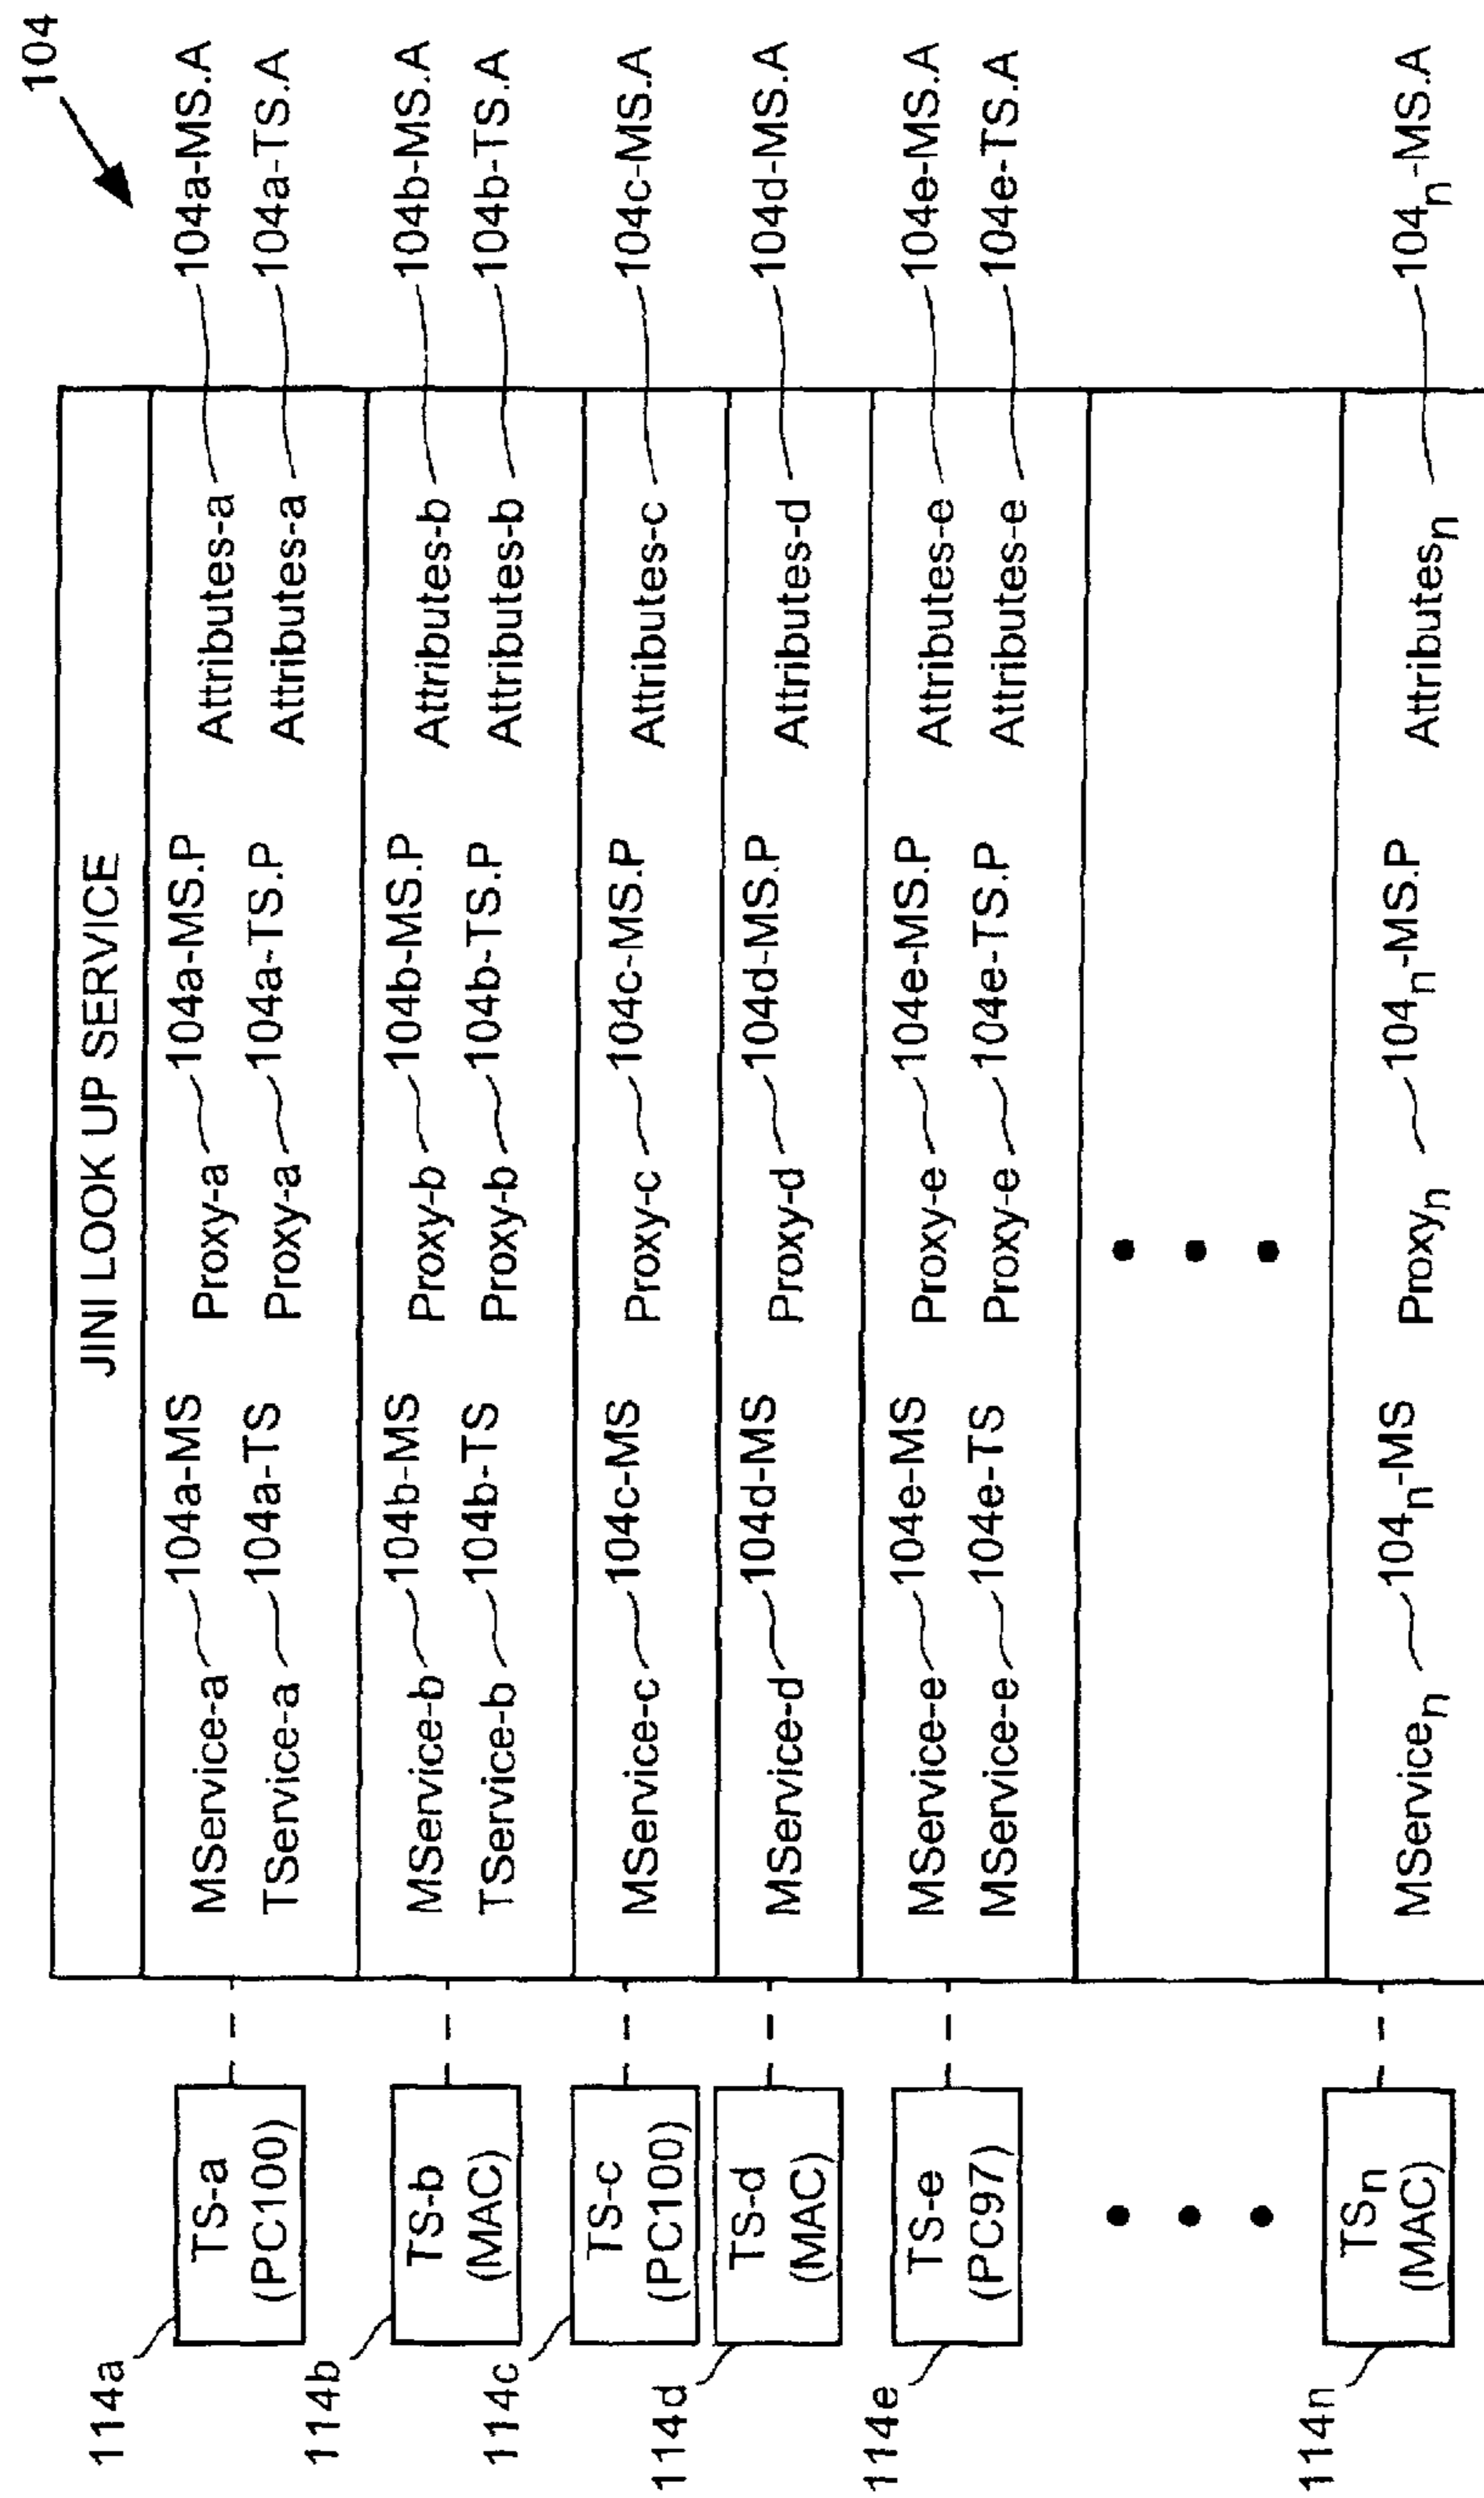 104
JINI LOOK UP SERVICE
114a TS-a (PC100) MService-a 104a-MS Proxy-a 104a-MS.P Attributes-a 104a-MS.A
TService-a 104a-TS Proxy-a 104a-TS.P Attributes-a 104a-TS.A
114b TS-b (MAC) MService-b 104b-MS Proxy-b 104b-MS.P Attributes-b 104b-MS.A
TService-b 104b-TS Proxy-b 104b-TS.P Attributes-b 104b-TS.A
114c TS-c (PC100) MService-c 104c-MS Proxy-c 104c-MS.P Attributes-c 104c-MS.A
114d TS-d (MAC) MService-d 104d-MS Proxy-d 104d-MS.P Attributes-d 104d-MS.A
114e TS-e (PC97) MService-e 104e-MS Proxy-e 104e-MS.P Attributes-e 104e-MS.A
MService-e 104e-TS Proxy-e 104e-TS.P Attributes-e 104e-TS.A
114n TSn (MAC) MServicen 104n-MS Proxyn 104n-MS.P Attributesn 104n-MS.A